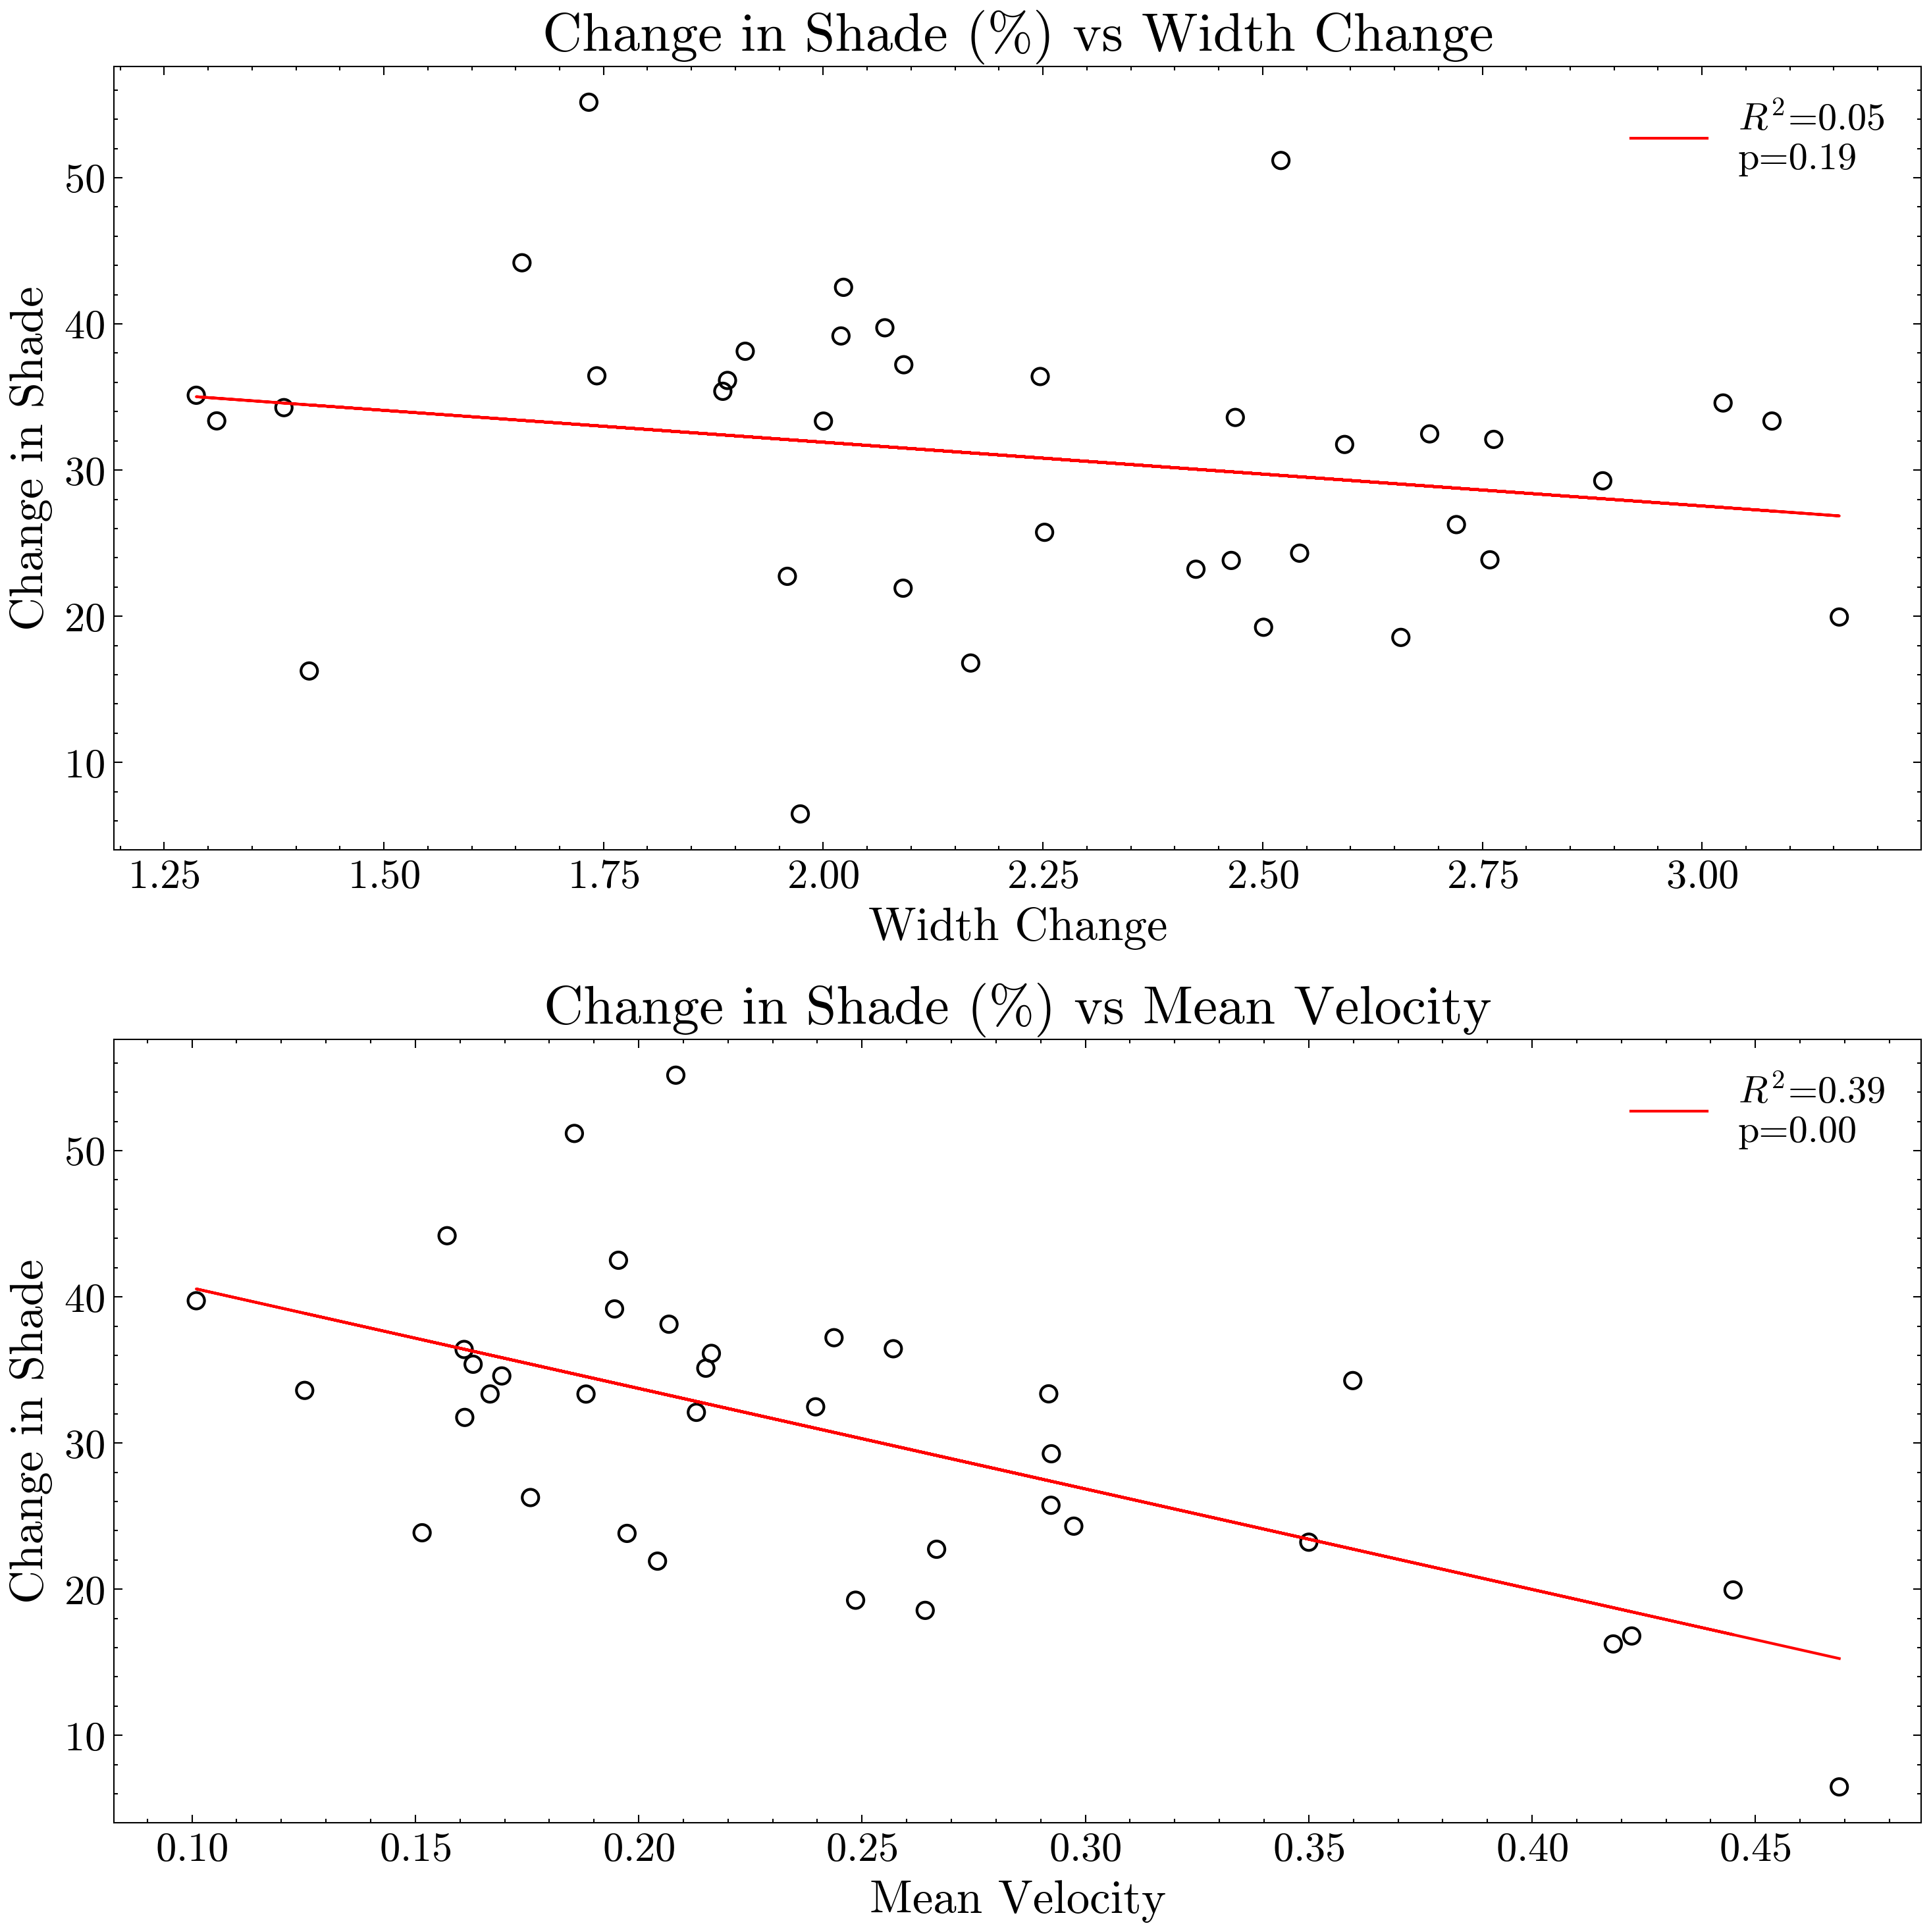 Change in Shade (%) vs Width Change
R²=0.05
p=0.19
Change in Shade
50
40
30
20
10
1.25 1.50 1.75 2.00 2.25 2.50 2.75 3.00
Width Change
Change in Shade (%) vs Mean Velocity
R²=0.39
p=0.00
Change in Shade
50
40
30
20
10
0.10 0.15 0.20 0.25 0.30 0.35 0.40 0.45
Mean Velocity